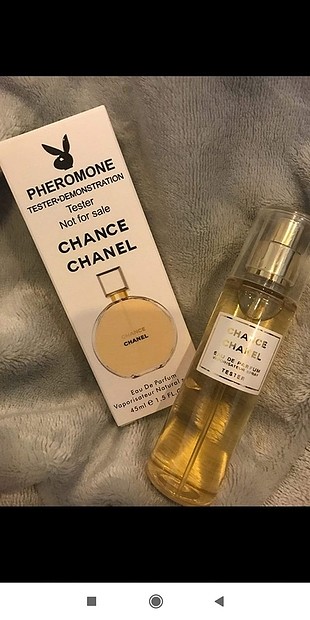 PHEROMONE
TESTER•DEMONSTRATION
Tester
Not for sale
CHANCE
CHANEL
CHANCE
CHANEL
Eau De Parfum
Vaporisateur Natural
45ml ℮ 1.5 FL
CHANCE
CHANEL
EAU DE PARFUM
VAPORISATEUR SPRAY
TESTER